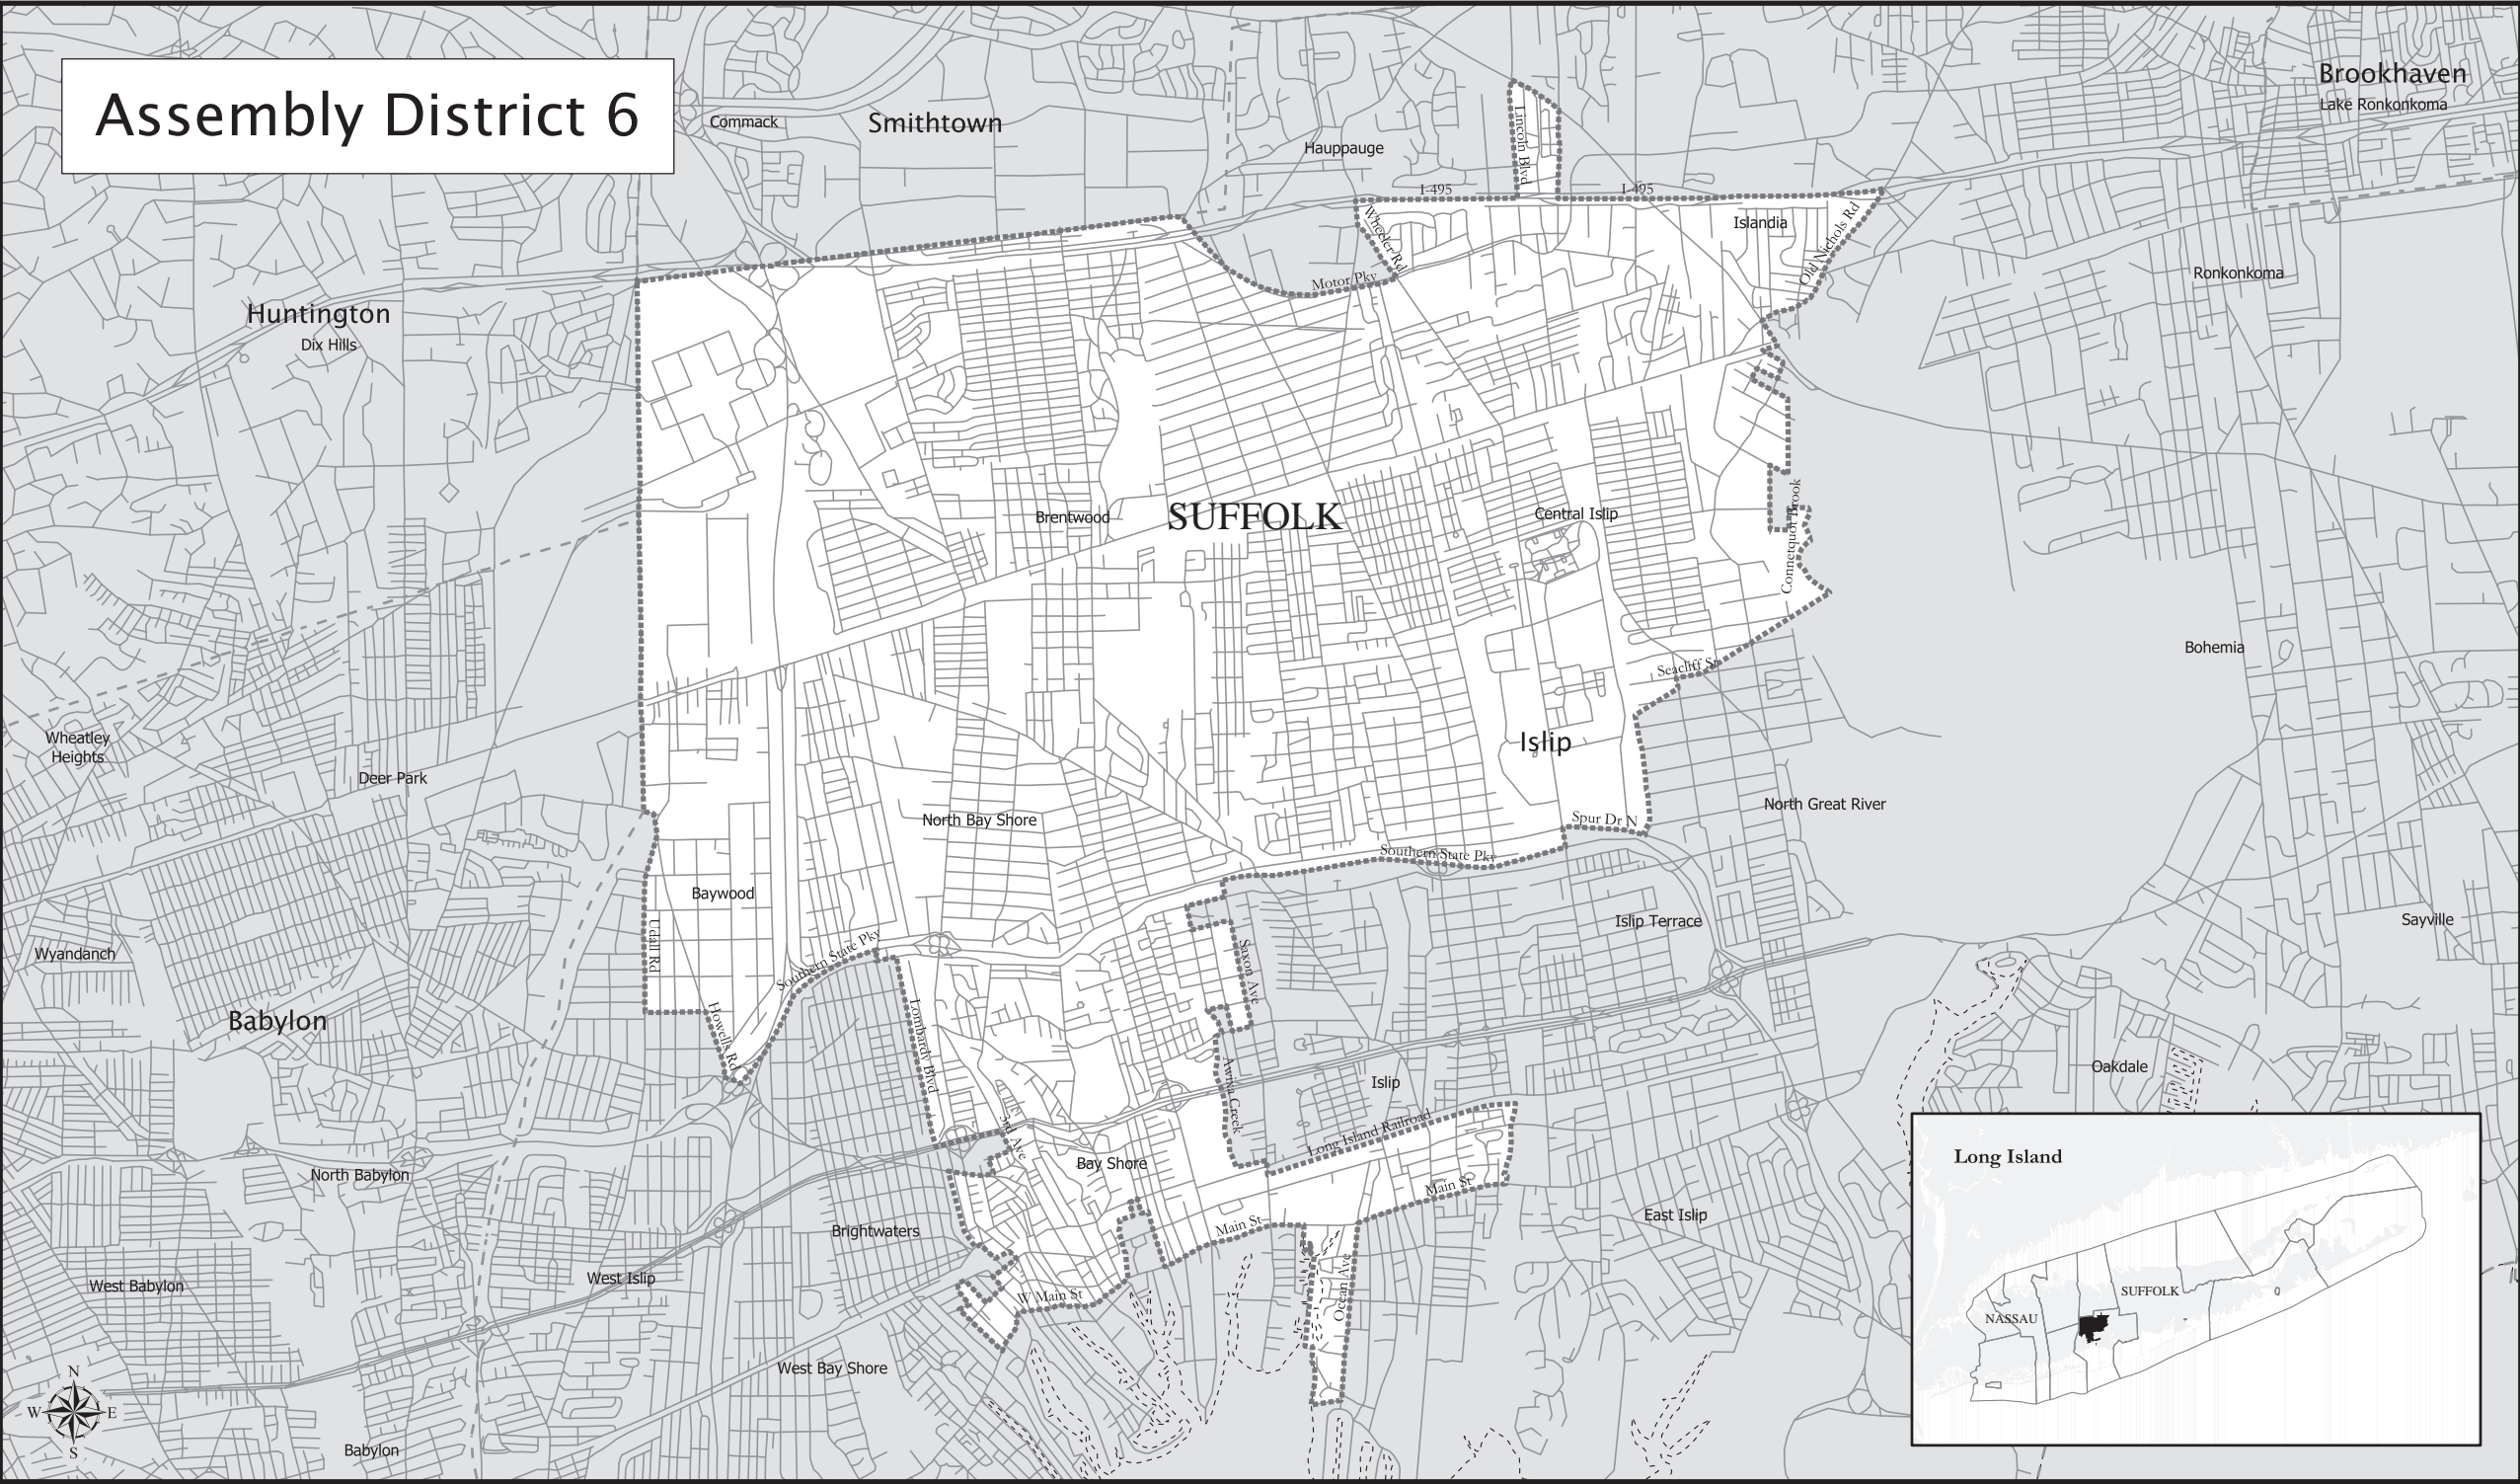 Assembly District 6
Brookhaven
Lake Ronkonkoma
Commack
Smithtown
Hauppauge
Lincoln Blvd
I-495
I-495
Islandia
Wheeler Rd
Old Nichols Rd
Motor Pky
Ronkonkoma
Huntington
Dix Hills
Brentwood
SUFFOLK
Central Islip
Connetquot Brook
Bohemia
Seacliff St
Wheatley
Heights
Deer Park
Islip
North Great River
North Bay Shore
Spur Dr N
Southern State Pky
Baywood
Udall Rd
Southern State Pky
Saxon Ave
Islip Terrace
Sayville
Wyandanch
Babylon
Howells Rd
Lombardy Blvd
Awixa Creek
Islip
Oakdale
Long Island Railroad
3rd Ave
Bay Shore
North Babylon
Main St
Main St
Brightwaters
East Islip
West Babylon
West Islip
W Main St
Ocean Ave
West Bay Shore
Babylon
N
W
E
S
Long Island
SUFFOLK
NASSAU